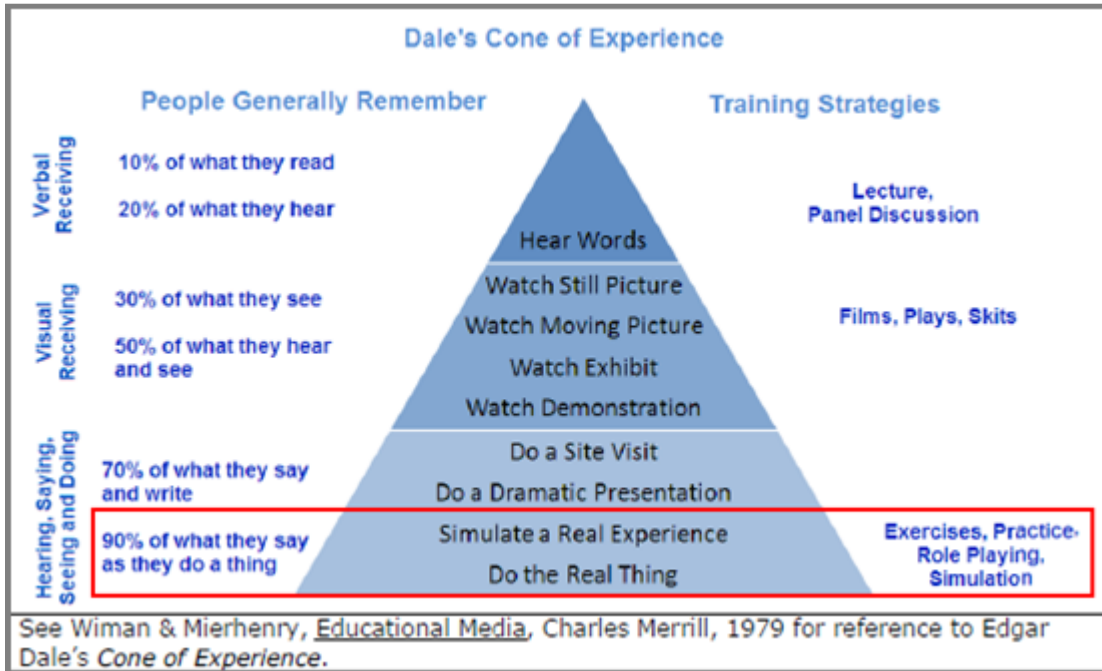 Dale's Cone of Experience
People Generally Remember
Training Strategies
Verbal
Receiving
10% of what they read
20% of what they hear
Hear Words
Lecture,
Panel Discussion
Visual
Receiving
30% of what they see
50% of what they hear
and see
Watch Still Picture
Watch Moving Picture
Watch Exhibit
Watch Demonstration
Films, Plays, Skits
Hearing, Saying,
Seeing and Doing
70% of what they say
and write
90% of what they say
as they do a thing
Do a Site Visit
Do a Dramatic Presentation
Simulate a Real Experience
Do the Real Thing
Exercises, Practice,
Role Playing,
Simulation
See Wiman & Mierhenry, Educational Media, Charles Merrill, 1979 for reference to Edgar
Dale's Cone of Experience.